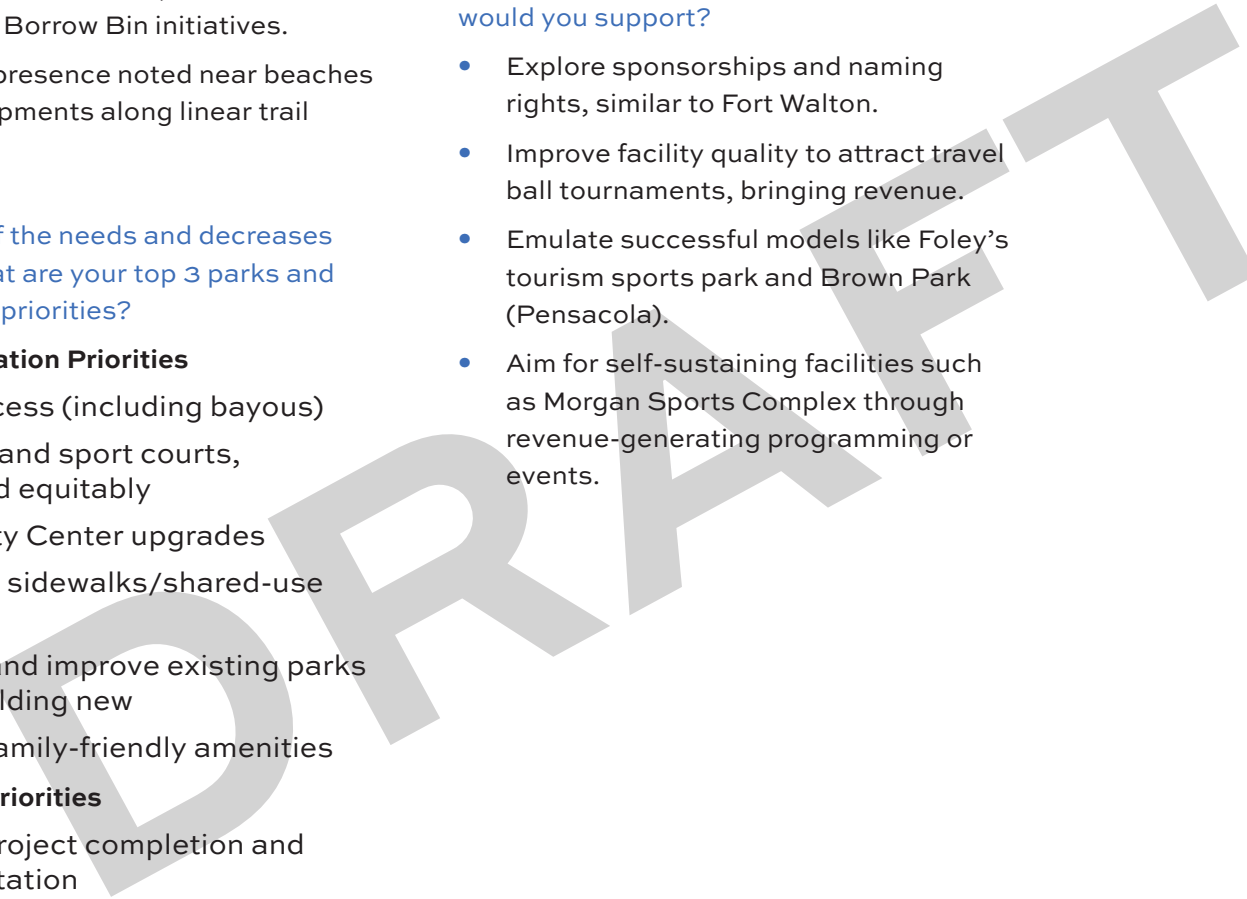 Borrow Bin initiatives.
presence noted near beaches
pments along linear trail
f the needs and decreases
at are your top 3 parks and
priorities?
ation Priorities
cess (including bayous)
and sport courts,
d equitably
ty Center upgrades
sidewalks/shared-use
and improve existing parks
lding new
amily-friendly amenities
riorities
roject completion and
tation
would you support?
• Explore sponsorships and naming
rights, similar to Fort Walton.
• Improve facility quality to attract travel
ball tournaments, bringing revenue.
• Emulate successful models like Foley’s
tourism sports park and Brown Park
(Pensacola).
• Aim for self-sustaining facilities such
as Morgan Sports Complex through
revenue-generating programming or
events.
DRAFT